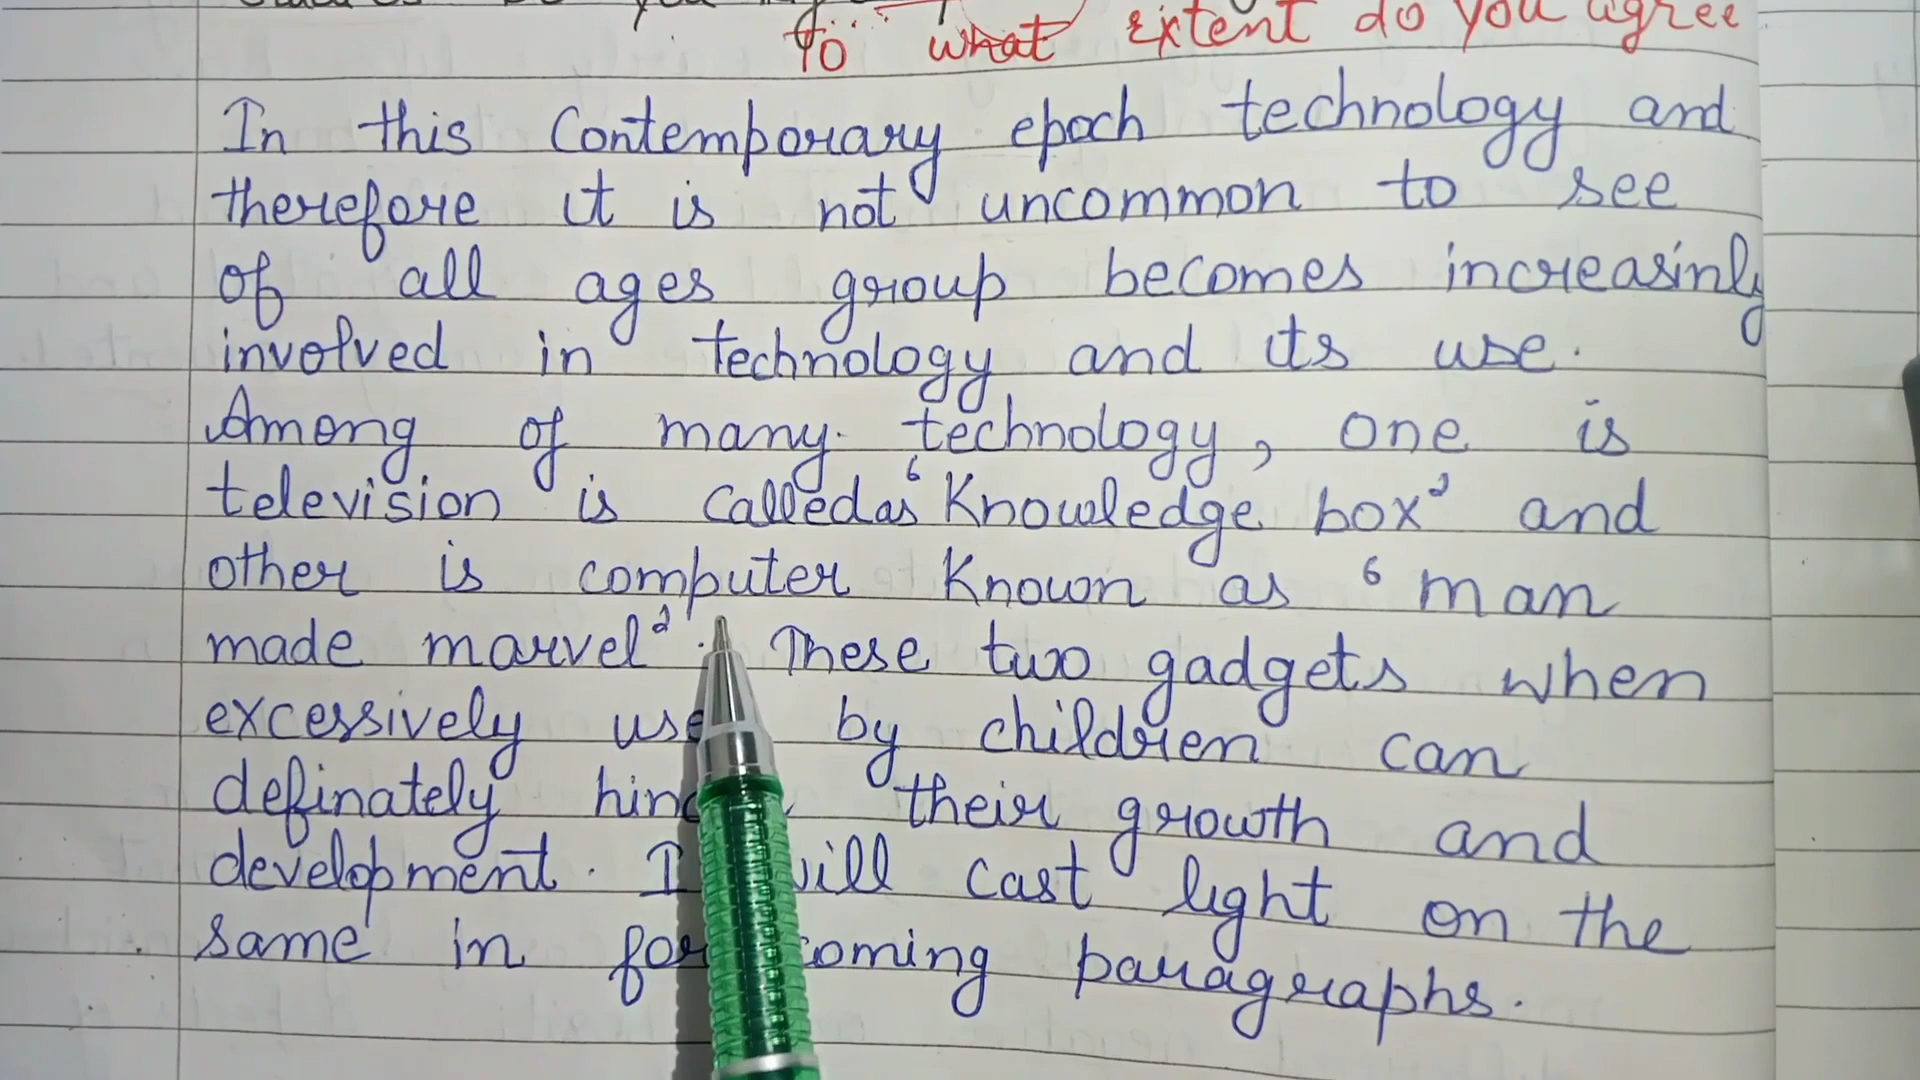 To what extent do you agree
In this Contemporary epoch technology and
therefore it is not uncommon to see
of all ages group becomes increasinly
involved in technology and its use.
Among of many technology, one is
television is called as 'Knowledge box' and
other is computer Known as 'man
made marvel'. These two gadgets when
excessively use by children can
definately their growth and
development. I will cast light on the
same in forcoming paragraphs.